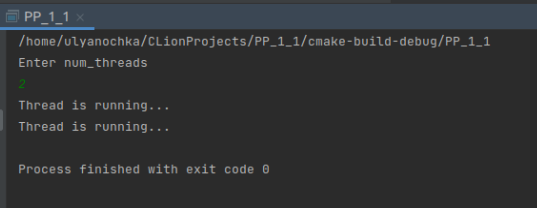 PP_1_1
/home/ulyanochka/CLionProjects/PP_1_1/cmake-build-debug/PP_1_1
Enter num_threads
2
Thread is running...
Thread is running...
Process finished with exit code 0